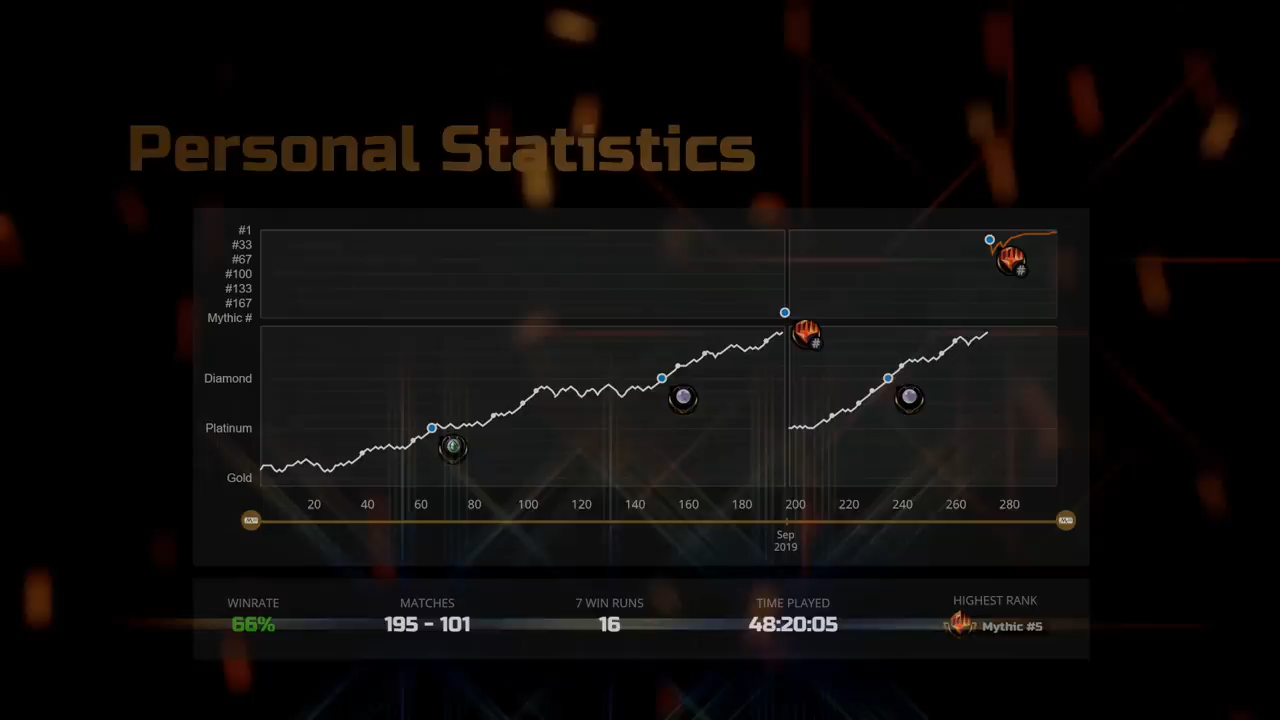 Personal Statistics
#1
#33
#67
#100
#133
#167
Mythic #
#
#
Diamond
Platinum
Gold
20 40 60 80 100 120 140 160 180 200 220 240 260 280
Sep
2019
WINRATE MATCHES 7 WIN RUNS TIME PLAYED HIGHEST RANK
66% 195 - 101 16 48:20:05 Mythic #5